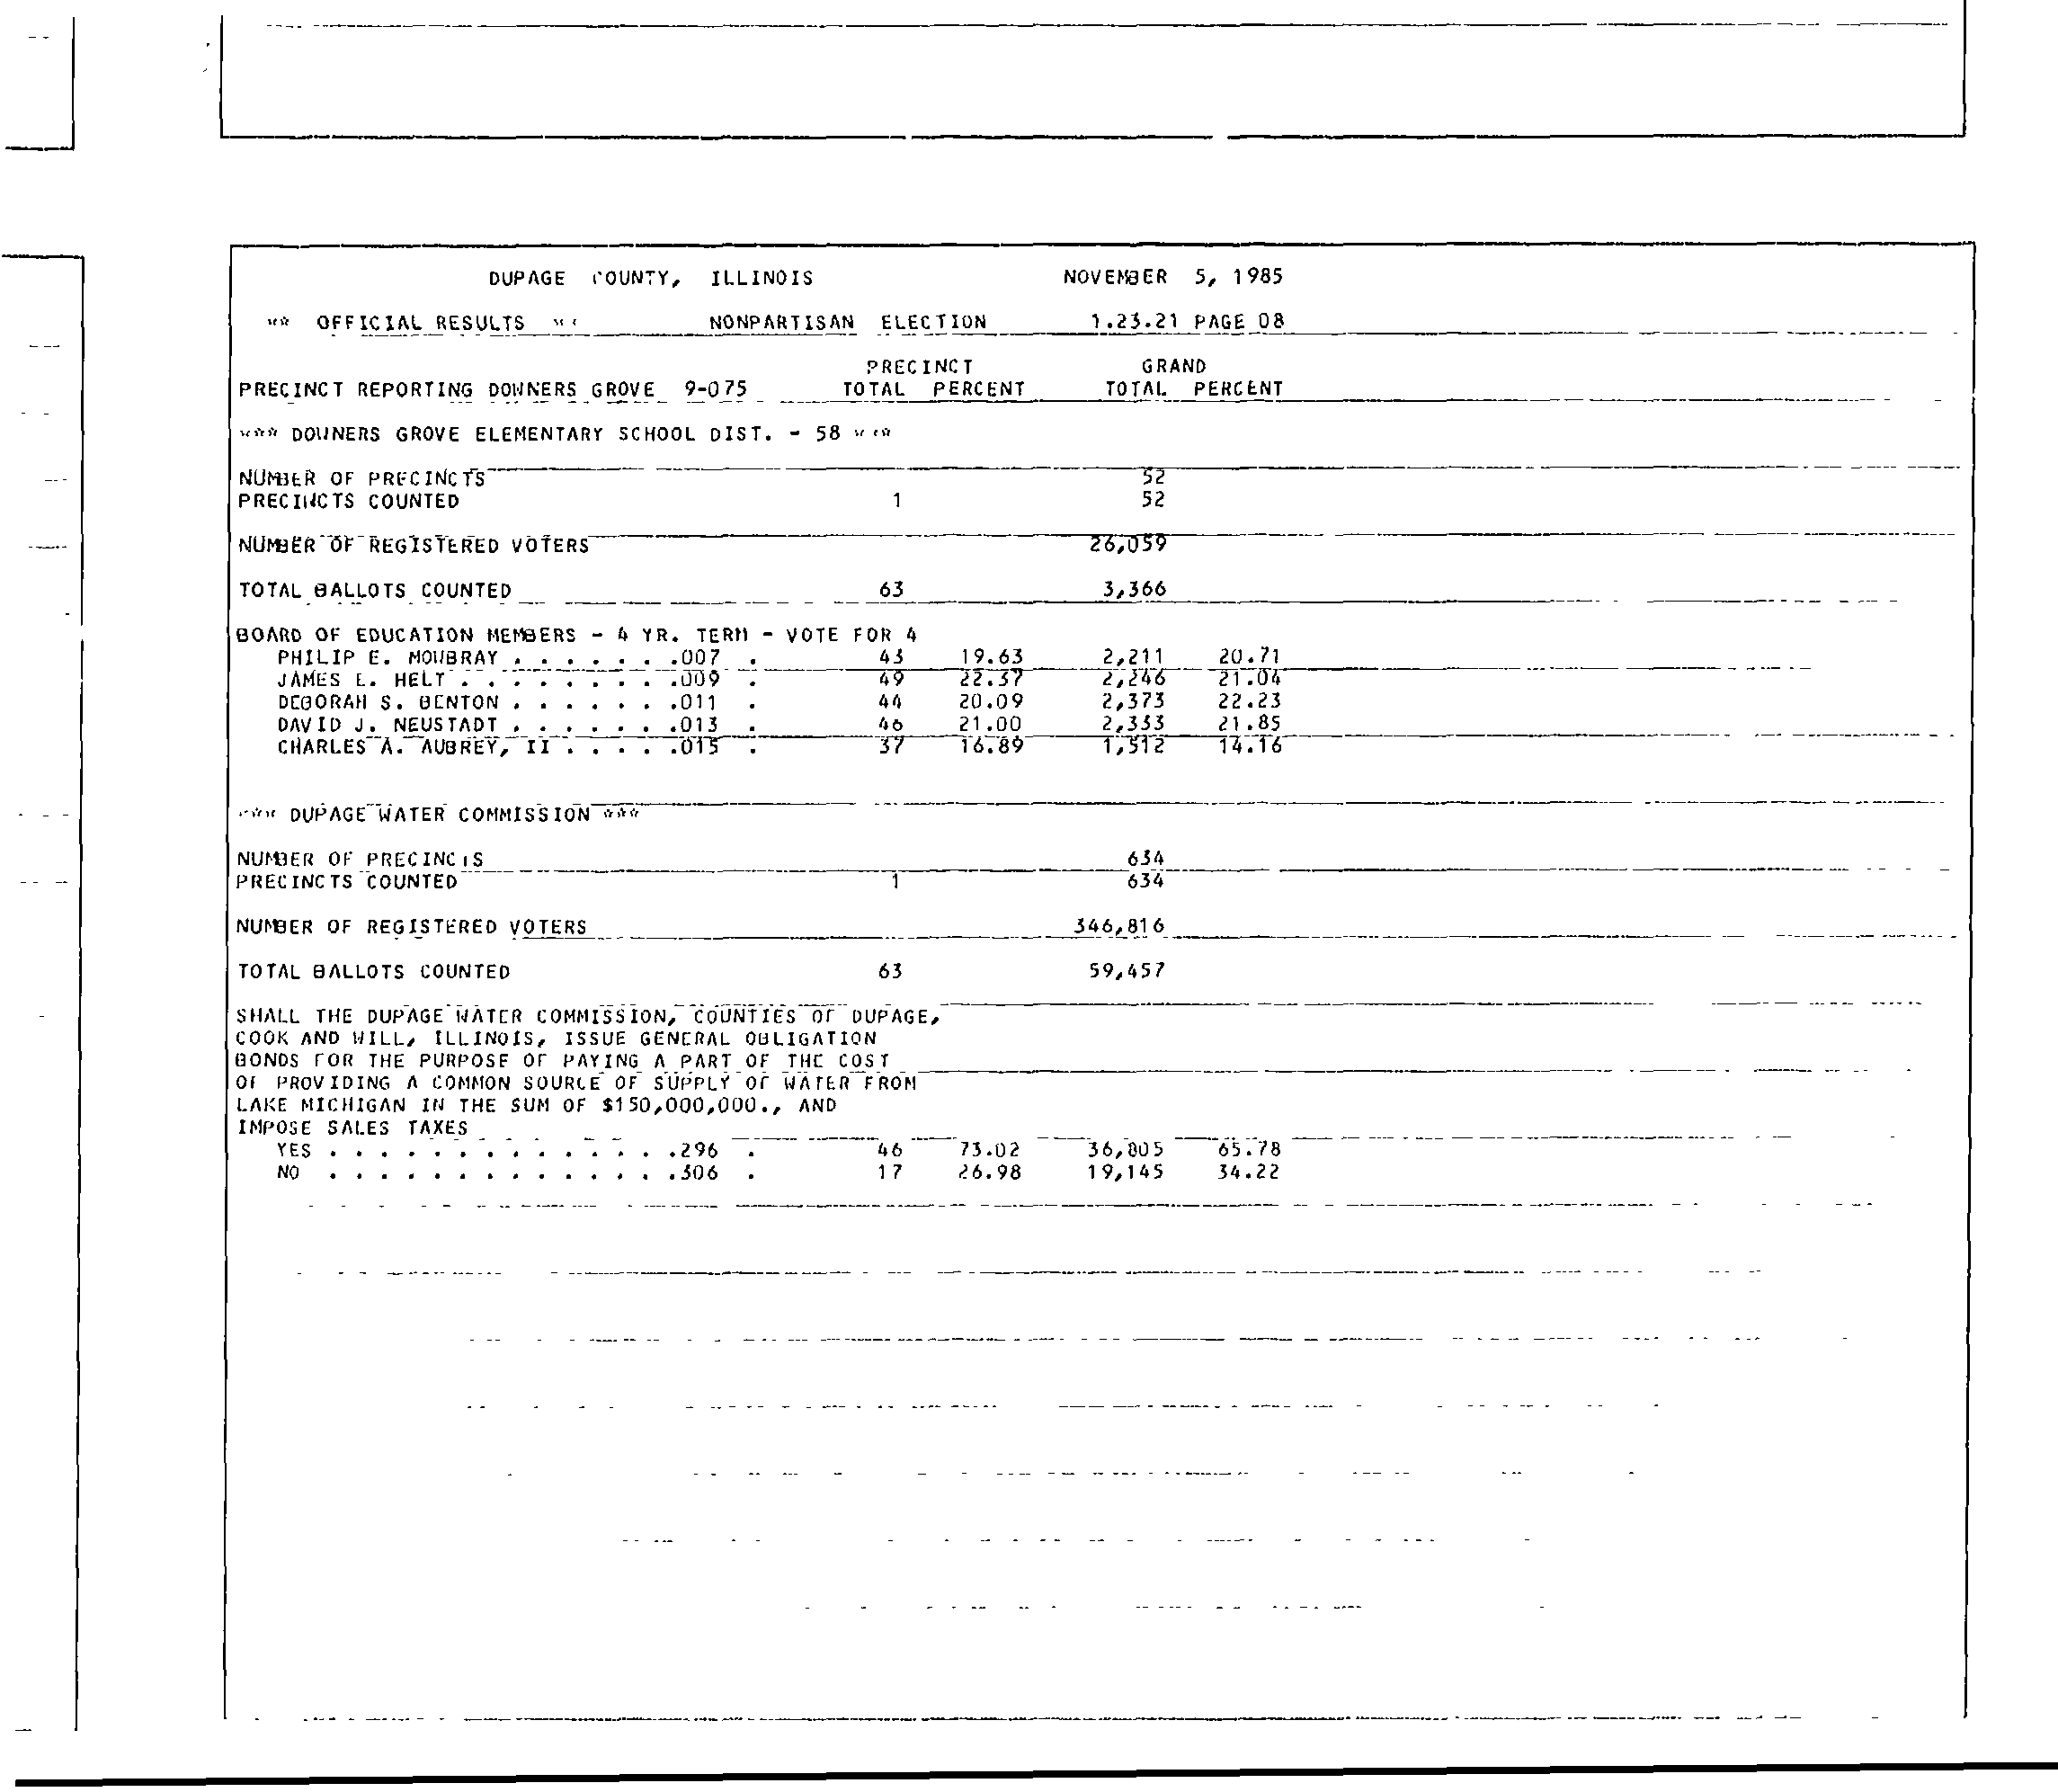 DUPAGE COUNTY, ILLINOIS NOVEMBER 5, 1985
** OFFICIAL RESULTS ** NONPARTISAN ELECTION 1.23.21 PAGE 08
PRECINCT GRAND
PRECINCT REPORTING DOWNERS GROVE 9-075 TOTAL PERCENT TOTAL PERCENT
*** DOWNERS GROVE ELEMENTARY SCHOOL DIST. - 58 ***
NUMBER OF PRECINCTS 52
PRECINCTS COUNTED 1 52
NUMBER OF REGISTERED VOTERS 26,059
TOTAL BALLOTS COUNTED 63 3,366
BOARD OF EDUCATION MEMBERS - 4 YR. TERM - VOTE FOR 4
PHILIP E. MOWBRAY . . . . . . .007 . 43 19.63 2,211 20.71
JAMES E. HELT . . . . . . . . .009 . 49 22.37 2,246 21.04
DEBORAH S. BENTON . . . . . . .011 . 44 20.09 2,373 22.23
DAVID J. NEUSTADT . . . . . . .013 . 46 21.00 2,333 21.85
CHARLES A. AUBREY, II . . . . .015 . 37 16.89 1,512 14.16
*** DUPAGE WATER COMMISSION ***
NUMBER OF PRECINCTS 634
PRECINCTS COUNTED 1 634
NUMBER OF REGISTERED VOTERS 346,816
TOTAL BALLOTS COUNTED 63 59,457
SHALL THE DUPAGE WATER COMMISSION, COUNTIES OF DUPAGE,
COOK AND WILL, ILLINOIS, ISSUE GENERAL OBLIGATION
BONDS FOR THE PURPOSE OF PAYING A PART OF THE COST
OF PROVIDING A COMMON SOURCE OF SUPPLY OF WATER FROM
LAKE MICHIGAN IN THE SUM OF $150,000,000., AND
IMPOSE SALES TAXES
YES . . . . . . . . . . . . . .296 . 46 73.02 36,805 65.78
NO . . . . . . . . . . . . . .306 . 17 26.98 19,145 34.22